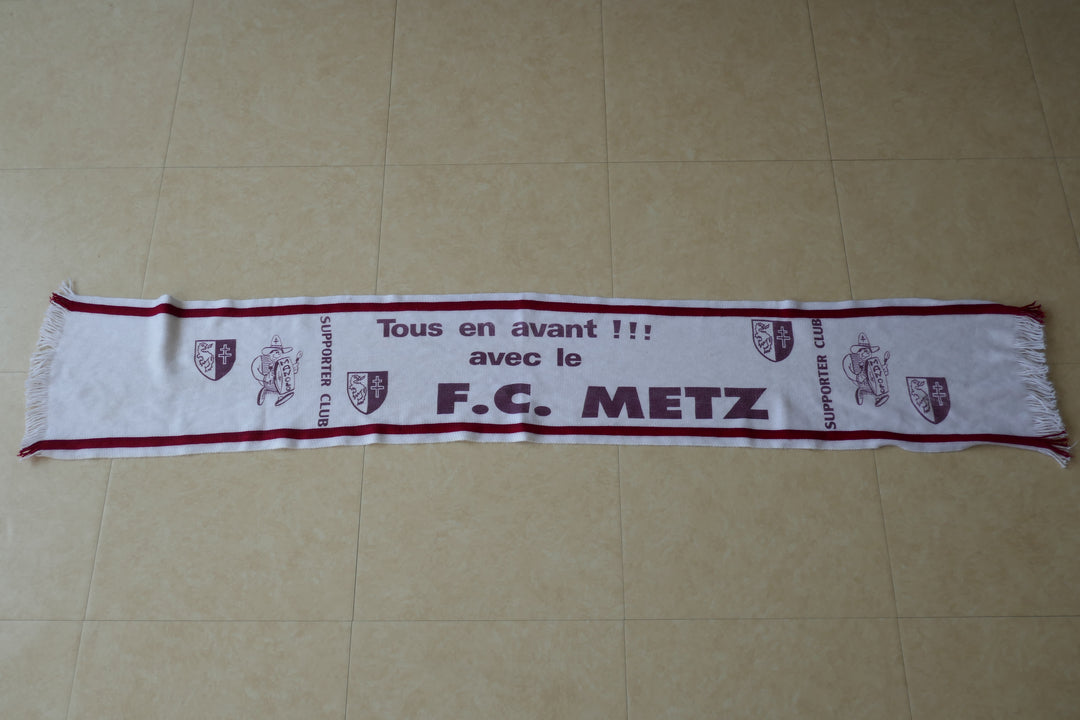 SUPPORTER CLUB
Tous en avant !!!
avec le
F.C. METZ
SUPPORTER CLUB